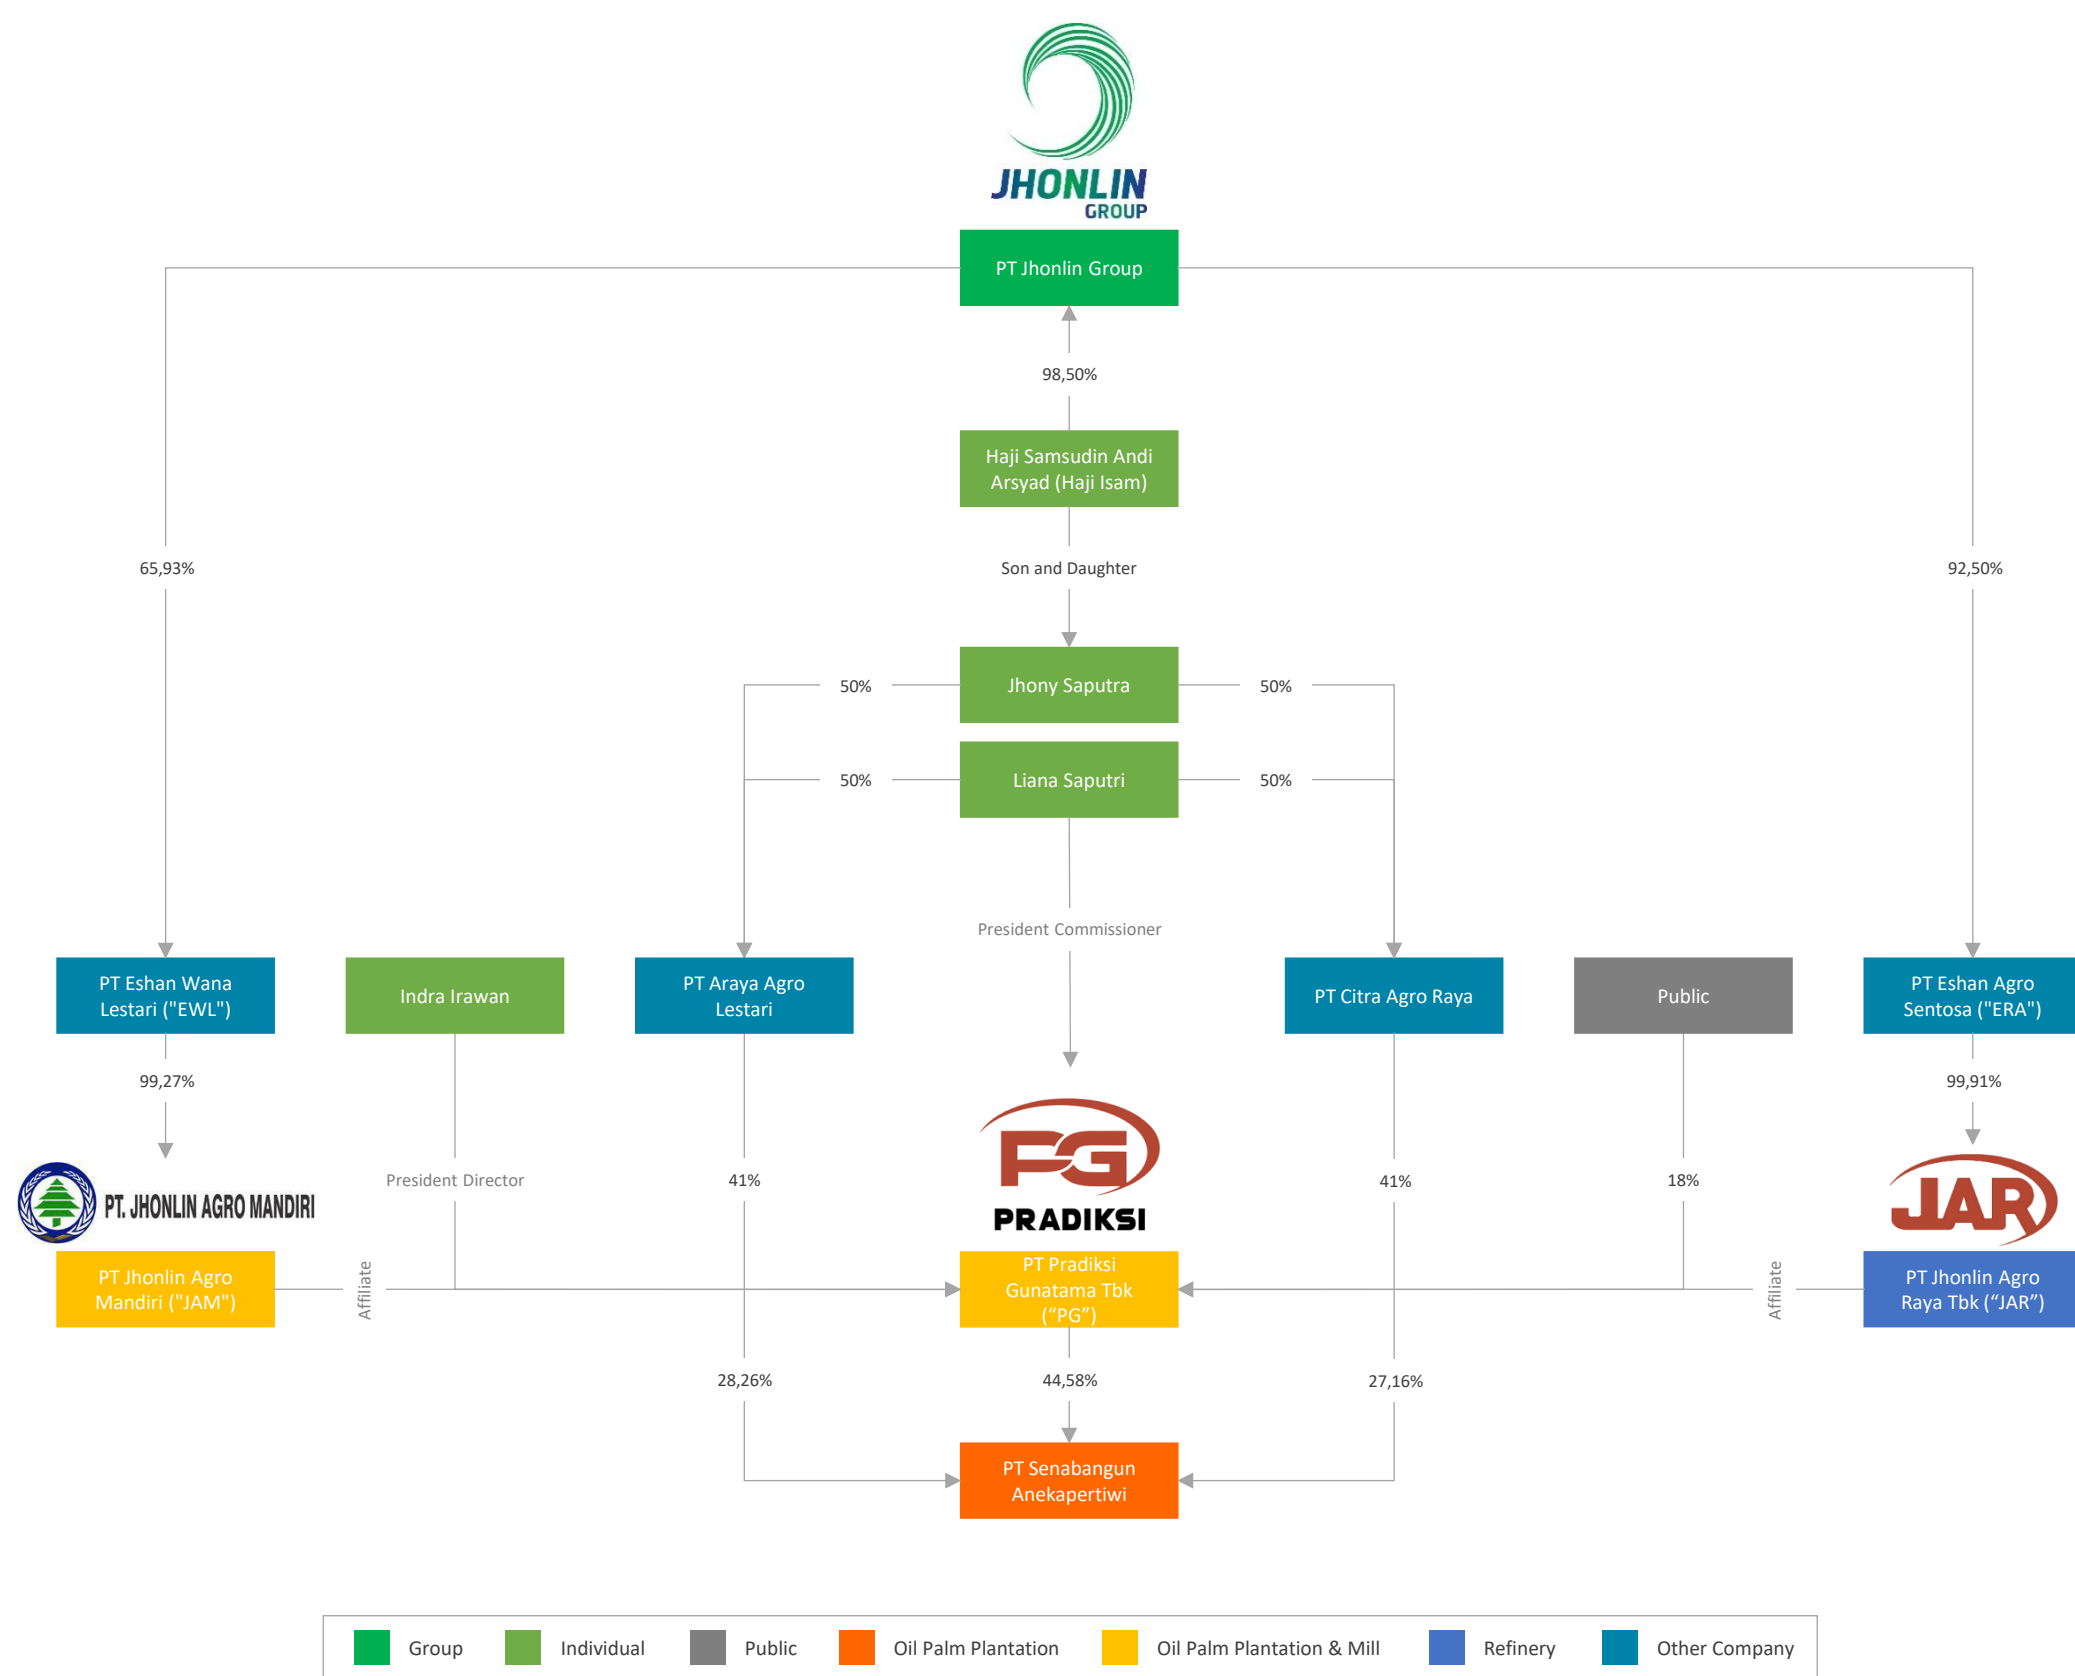 JHONLIN
GROUP
PT Jhonlin Group
98,50%
Haji Samsudin Andi
Arsyad (Haji Isam)
65,93%
Son and Daughter
92,50%
50%
Jhony Saputra
50%
50%
Liana Saputri
50%
President Commissioner
PT Eshan Wana
Lestari ("EWL")
Indra Irawan
PT Araya Agro
Lestari
PT Citra Agro Raya
Public
PT Eshan Agro
Sentosa ("ERA")
99,27%
99,91%
PG
PRADIKSI
President Director
41%
41%
18%
PT. JHONLIN AGRO MANDIRI
JAR
PT Jhonlin Agro
Mandiri ("JAM")
Affiliate
PT Pradiksi
Gunatama Tbk
(“PG”)
Affiliate
PT Jhonlin Agro
Raya Tbk (“JAR”)
28,26%
44,58%
27,16%
PT Senabangun
Anekapertiwi
Group
Individual
Public
Oil Palm Plantation
Oil Palm Plantation & Mill
Refinery
Other Company